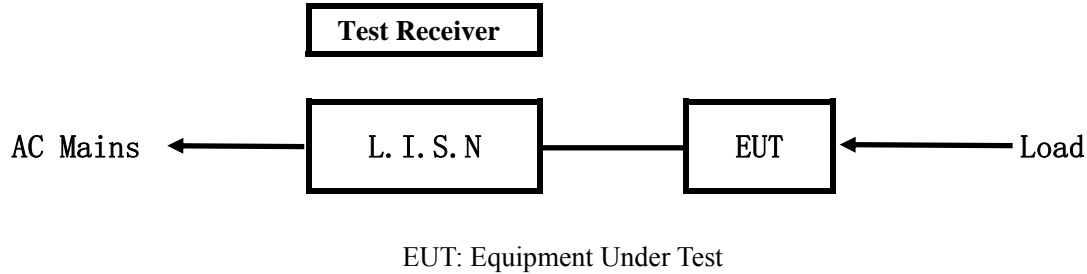 Test Receiver
AC Mains L.I.S.N EUT Load
EUT: Equipment Under Test